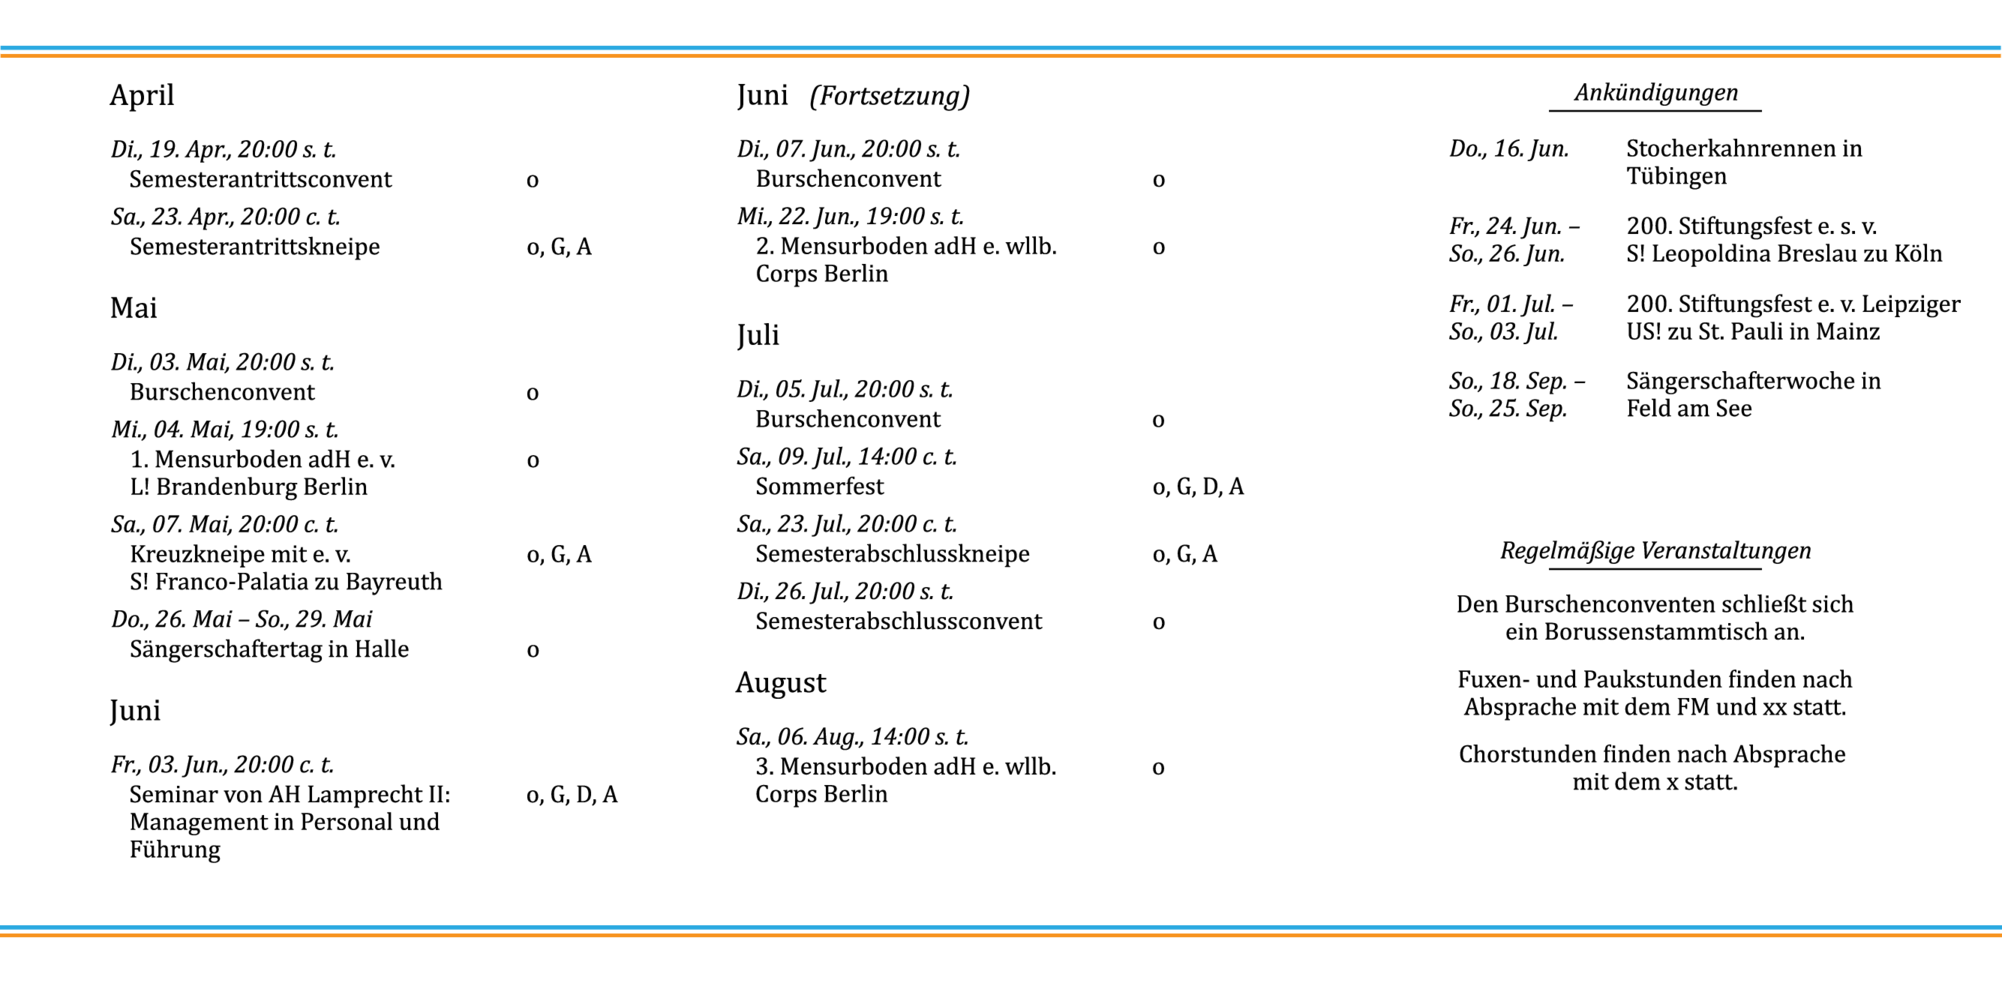 April
Di., 19. Apr., 20:00 s. t.
Semesterantrittsconvent o
Sa., 23. Apr., 20:00 c. t.
Semesterantrittskneipe o, G, A
Mai
Di., 03. Mai, 20:00 s. t.
Burschenconvent o
Mi., 04. Mai, 19:00 s. t.
1. Mensurboden adH e. v. o
L! Brandenburg Berlin
Sa., 07. Mai, 20:00 c. t.
Kreuzkneipe mit e. v. o, G, A
S! Franco-Palatia zu Bayreuth
Do., 26. Mai – So., 29. Mai
Sängerschaftertag in Halle o
Juni
Fr., 03. Jun., 20:00 c. t.
Seminar von AH Lamprecht II: o, G, D, A
Management in Personal und
Führung
Juni (Fortsetzung)
Di., 07. Jun., 20:00 s. t.
Burschenconvent o
Mi., 22. Jun., 19:00 s. t.
2. Mensurboden adH e. wllb. o
Corps Berlin
Juli
Di., 05. Jul., 20:00 s. t.
Burschenconvent o
Sa., 09. Jul., 14:00 c. t.
Sommerfest o, G, D, A
Sa., 23. Jul., 20:00 c. t.
Semesterabschlusskneipe o, G, A
Di., 26. Jul., 20:00 s. t.
Semesterabschlussconvent o
August
Sa., 06. Aug., 14:00 s. t.
3. Mensurboden adH e. wllb. o
Corps Berlin
Ankündigungen
Do., 16. Jun. Stocherkahnrennen in
Tübingen
Fr., 24. Jun. – 200. Stiftungsfest e. s. v.
So., 26. Jun. S! Leopoldina Breslau zu Köln
Fr., 01. Jul. – 200. Stiftungsfest e. v. Leipziger
So., 03. Jul. US! zu St. Pauli in Mainz
So., 18. Sep. – Sängerschafterwoche in
So., 25. Sep. Feld am See
Regelmäßige Veranstaltungen
Den Burschenconventen schließt sich
ein Borussenstammtisch an.
Fuxen- und Paukstunden finden nach
Absprache mit dem FM und xx statt.
Chorstunden finden nach Absprache
mit dem x statt.